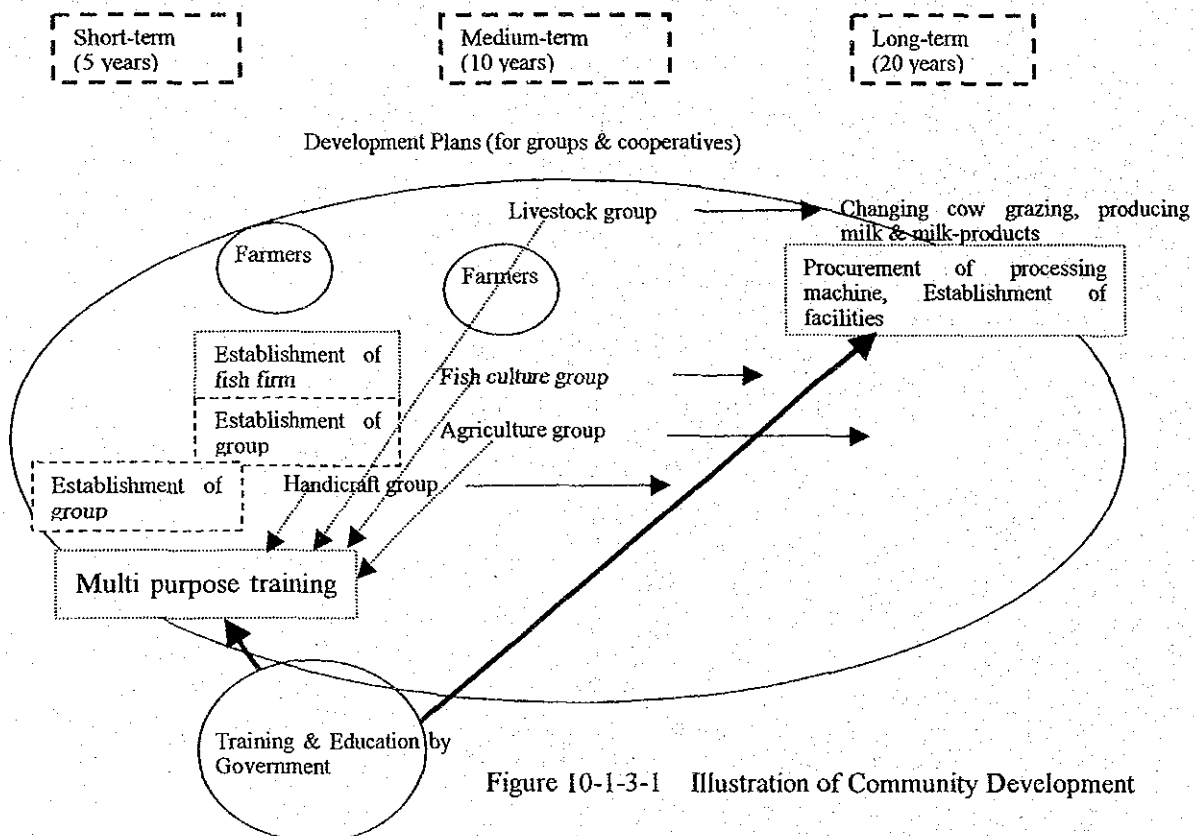 Short-term
(5 years)
Medium-term
(10 years)
Long-term
(20 years)
Development Plans (for groups & cooperatives)
Livestock group
Changing cow grazing, producing
milk & milk-products
Farmers
Farmers
Procurement of processing
machine, Establishment of
facilities
Establishment of
fish firm
Fish culture group
Establishment of
group
Agriculture group
Establishment of
group
Handicraft group
Multi purpose training
Training & Education by
Government
Figure 10-1-3-1 Illustration of Community Development